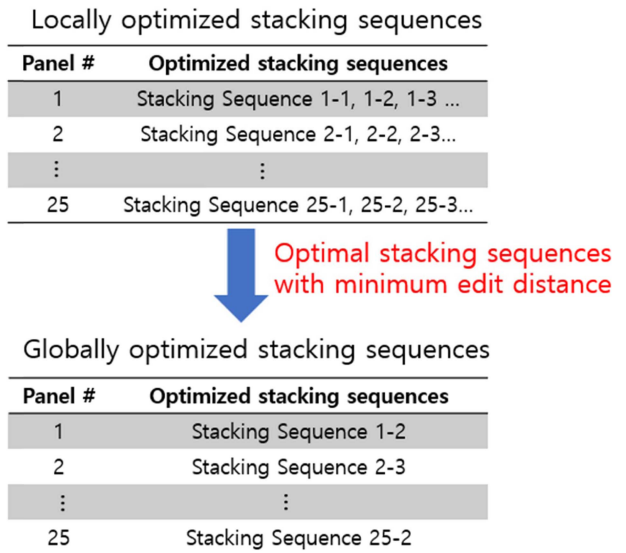 Locally optimized stacking sequences
Panel # Optimized stacking sequences
1 Stacking Sequence 1-1, 1-2, 1-3 ...
2 Stacking Sequence 2-1, 2-2, 2-3...
⋮ ⋮
25 Stacking Sequence 25-1, 25-2, 25-3...
Optimal stacking sequences
with minimum edit distance
Globally optimized stacking sequences
Panel # Optimized stacking sequences
1 Stacking Sequence 1-2
2 Stacking Sequence 2-3
⋮ ⋮
25 Stacking Sequence 25-2